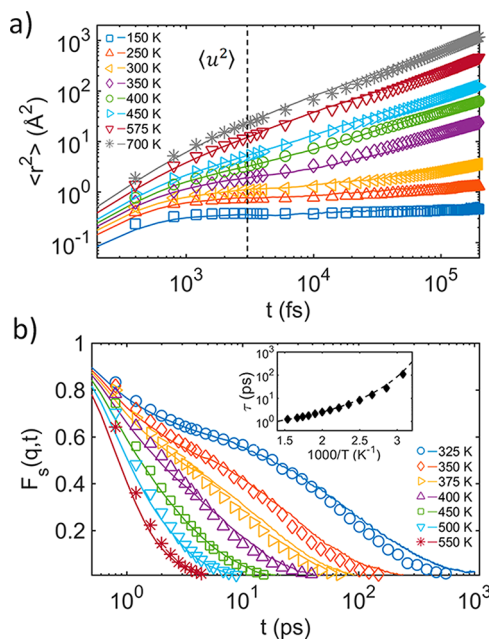 a)
<r²> (Å²)
10³
10²
10¹
10⁰
10⁻¹
150 K
250 K
300 K
350 K
400 K
450 K
575 K
700 K
⟨u²⟩
10³
10⁴
10⁵
t (fs)
b)
Fₛ(q,t)
1
0.8
0.6
0.4
0.2
τ (ps)
10³
10²
10¹
10⁰
1.5
2
2.5
3
1000/T (K⁻¹)
325 K
350 K
375 K
400 K
450 K
500 K
550 K
10⁰
10¹
10²
10³
t (ps)